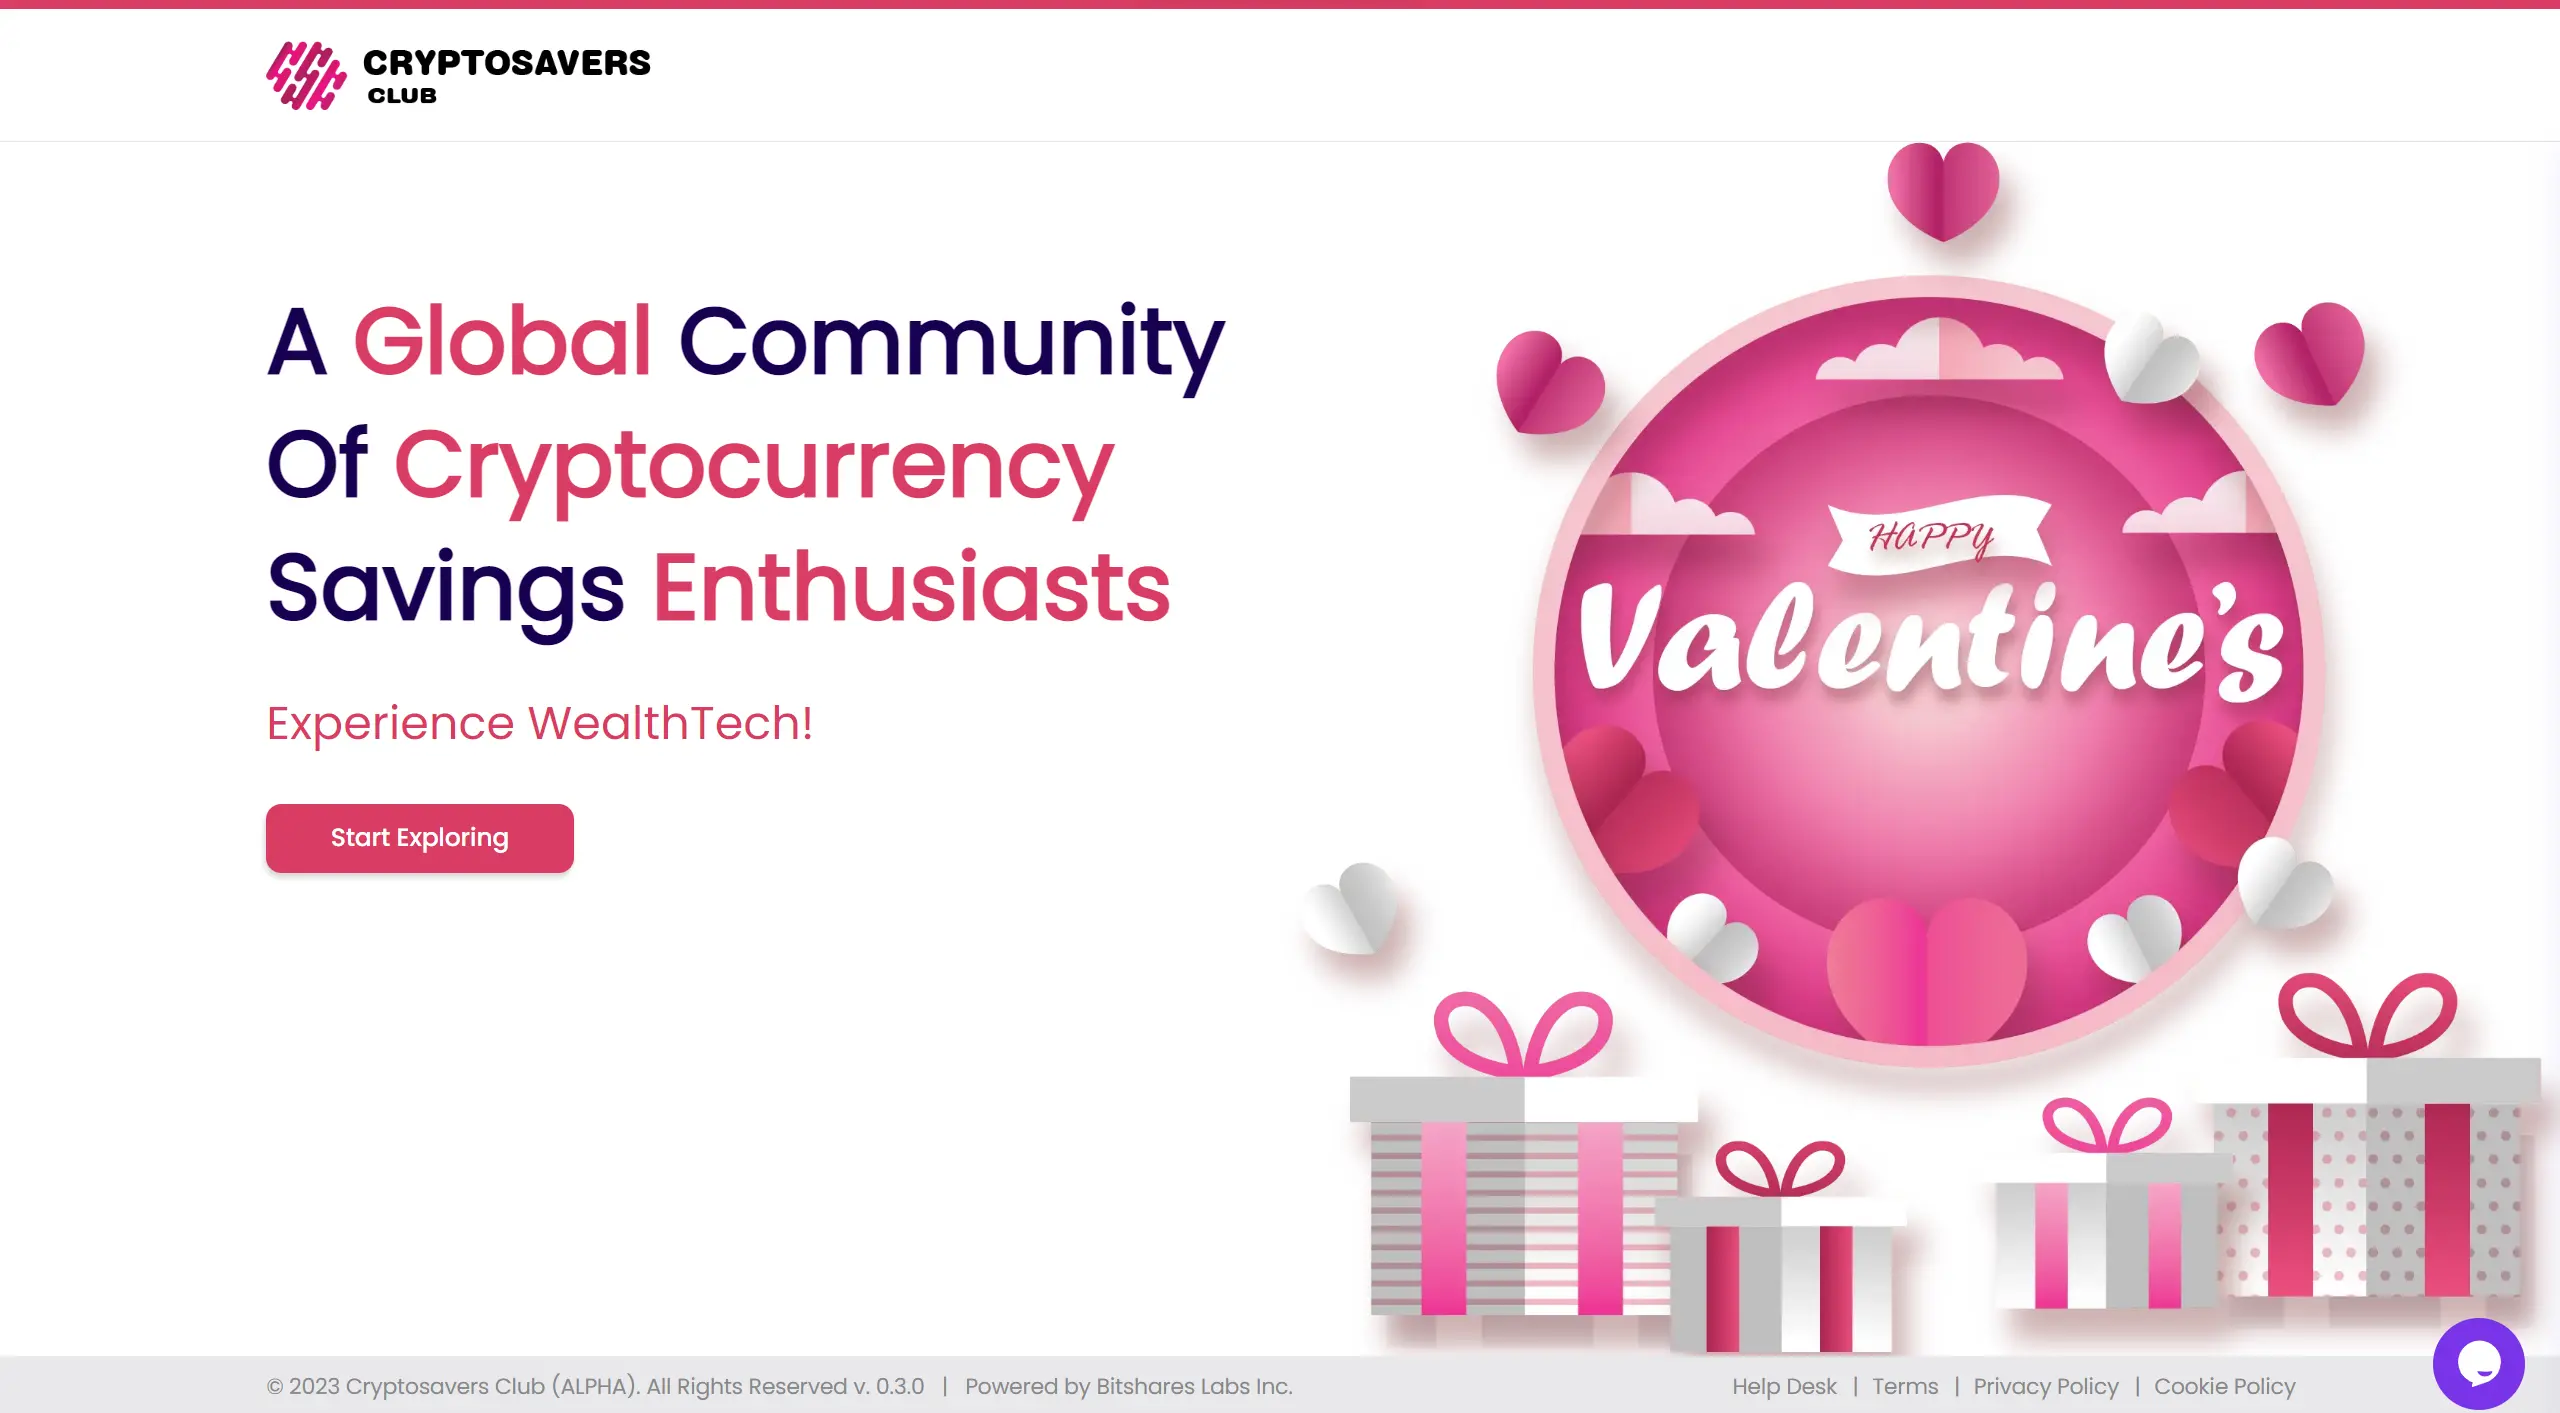 CRYPTOSAVERS
CLUB
A Global Community
Of Cryptocurrency
Savings Enthusiasts
Experience WealthTech!
Start Exploring
HAPPY
Valentine's
© 2023 Cryptosavers Club (ALPHA). All Rights Reserved v. 0.3.0 | Powered by Bitshares Labs Inc.
Help Desk | Terms | Privacy Policy | Cookie Policy